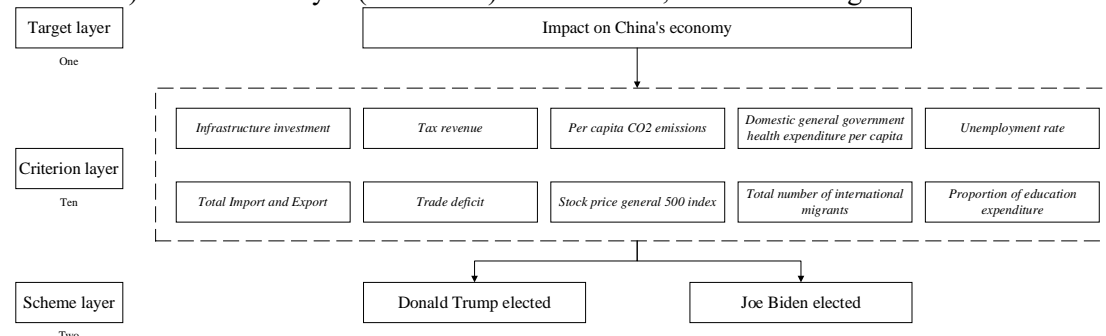 Target layer
Impact on China's economy
One
Infrastructure investment
Tax revenue
Per capita CO2 emissions
Domestic general government
health expenditure per capita
Unemployment rate
Criterion layer
Ten
Total Import and Export
Trade deficit
Stock price general 500 index
Total number of international
migrants
Proportion of education
expenditure
Scheme layer
Donald Trump elected
Joe Biden elected
Two